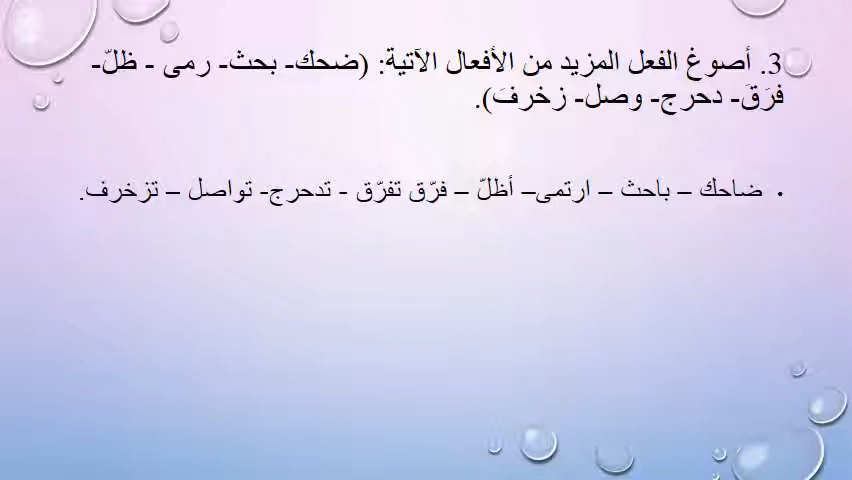 3. أصوغ الفعل المزيد من الأفعال الآتية: (ضحك- بحث- رمى - ظلّ-
فرَقَ- دحرج- وصل- زخرفَ).
• ضاحك – باحث – ارتمى– أظلّ – فرّق تفرّق - تدحرج- تواصل – تزخرف.